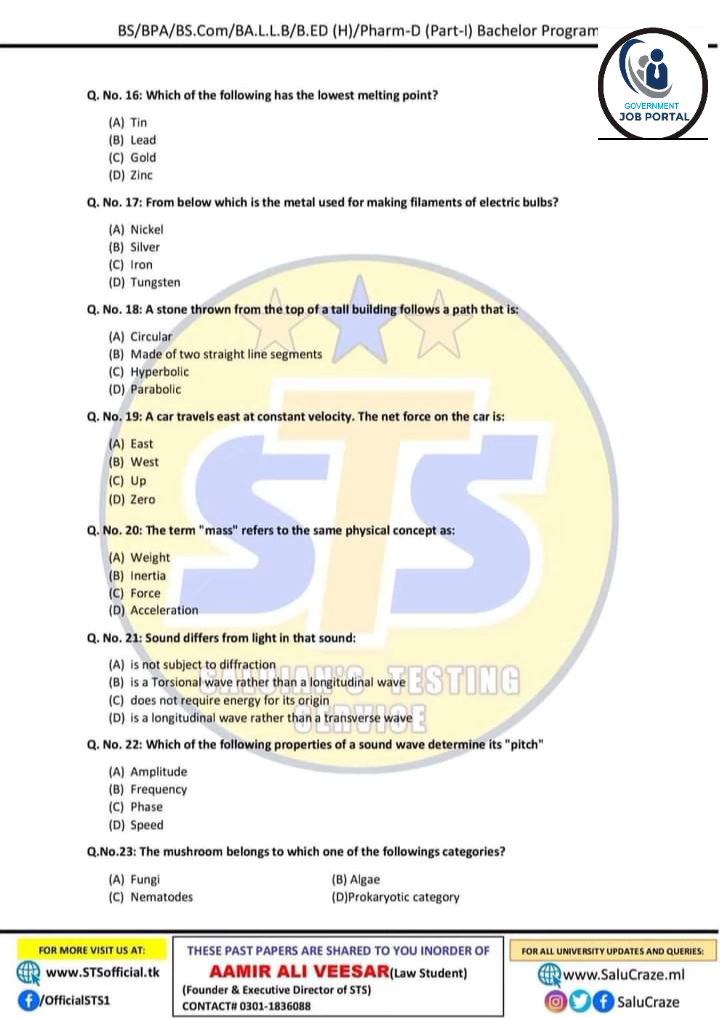 BS/BPA/BS.Com/BA.L.L.B/B.ED (H)/Pharm-D (Part-I) Bachelor Program
GOVERNMENT
JOB PORTAL
Q. No. 16: Which of the following has the lowest melting point?
(A) Tin
(B) Lead
(C) Gold
(D) Zinc
Q. No. 17: From below which is the metal used for making filaments of electric bulbs?
(A) Nickel
(B) Silver
(C) Iron
(D) Tungsten
Q. No. 18: A stone thrown from the top of a tall building follows a path that is:
(A) Circular
(B) Made of two straight line segments
(C) Hyperbolic
(D) Parabolic
Q. No. 19: A car travels east at constant velocity. The net force on the car is:
(A) East
(B) West
(C) Up
(D) Zero
Q. No. 20: The term "mass" refers to the same physical concept as:
(A) Weight
(B) Inertia
(C) Force
(D) Acceleration
STS
Q. No. 21: Sound differs from light in that sound:
(A) is not subject to diffraction
(B) is a Torsional wave rather than a longitudinal wave
(C) does not require energy for its origin
(D) is a longitudinal wave rather than a transverse wave
SALUIAN'S TESTING
SERVICE
Q. No. 22: Which of the following properties of a sound wave determine its "pitch"
(A) Amplitude
(B) Frequency
(C) Phase
(D) Speed
Q.No.23: The mushroom belongs to which one of the followings categories?
(A) Fungi (B) Algae
(C) Nematodes (D)Prokaryotic category
FOR MORE VISIT US AT:
www.STSofficial.tk
/OfficialSTS1
THESE PAST PAPERS ARE SHARED TO YOU INORDER OF
AAMIR ALI VEESAR(Law Student)
(Founder & Executive Director of STS)
CONTACT# 0301-1836088
FOR ALL UNIVERSITY UPDATES AND QUERIES:
www.SaluCraze.ml
SaluCraze